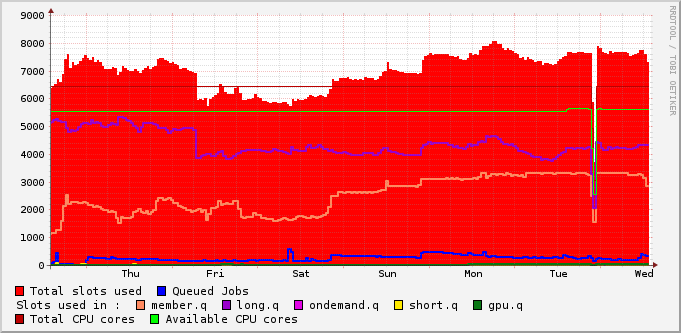 9000
8000
7000
6000
5000
4000
3000
2000
1000
0
Thu Fri Sat Sun Mon Tue Wed
Total slots used Queued Jobs
Slots used in : member.q long.q ondemand.q short.q gpu.q
Total CPU cores Available CPU cores
RRDTOOL / TOBI OETIKER